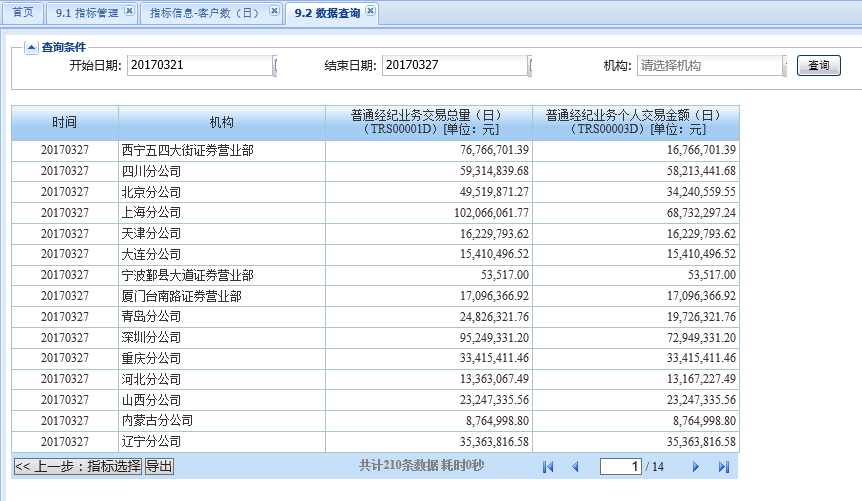 首页 9.1 指标管理 指标信息-客户数（日） 9.2 数据查询
查询条件
开始日期: 20170321 结束日期: 20170327 机构: 请选择机构 查询
时间 机构 普通经纪业务交易总量（日）（TRS00001D）[单位：元] 普通经纪业务个人交易金额（日）（TRS00003D）[单位：元]
20170327 西宁五四大街证券营业部 76,766,701.39 16,766,701.39
20170327 四川分公司 59,314,839.68 58,213,441.68
20170327 北京分公司 49,519,871.27 34,240,559.55
20170327 上海分公司 102,066,061.77 68,732,297.24
20170327 天津分公司 16,229,793.62 16,229,793.62
20170327 大连分公司 15,410,496.52 15,410,496.52
20170327 宁波鄞县大道证券营业部 53,517.00 53,517.00
20170327 厦门台南路证券营业部 17,096,366.92 17,096,366.92
20170327 青岛分公司 24,826,321.76 19,726,321.76
20170327 深圳分公司 95,249,331.20 72,949,331.20
20170327 重庆分公司 33,415,411.46 33,415,411.46
20170327 河北分公司 13,363,067.49 13,167,227.49
20170327 山西分公司 23,247,335.56 23,247,335.56
20170327 内蒙古分公司 8,764,998.80 8,764,998.80
20170327 辽宁分公司 35,363,816.58 35,363,816.58
<< 上一步：指标选择 导出 共计210条数据 耗时0秒 1 / 14